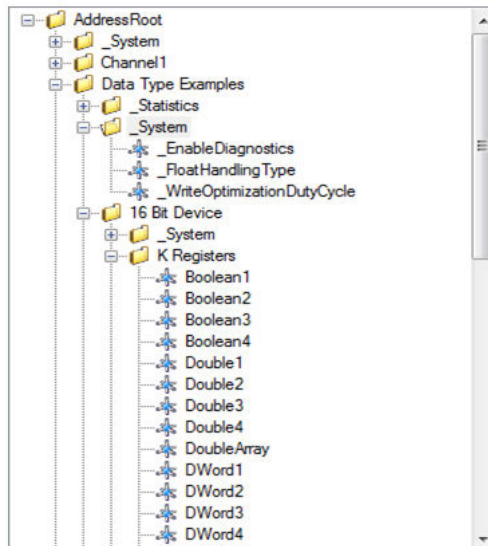 AddressRoot
_System
Channel1
Data Type Examples
_Statistics
_System
_EnableDiagnostics
_FloatHandlingType
_WriteOptimizationDutyCycle
16 Bit Device
_System
K Registers
Boolean1
Boolean2
Boolean3
Boolean4
Double1
Double2
Double3
Double4
DoubleArray
DWord1
DWord2
DWord3
DWord4